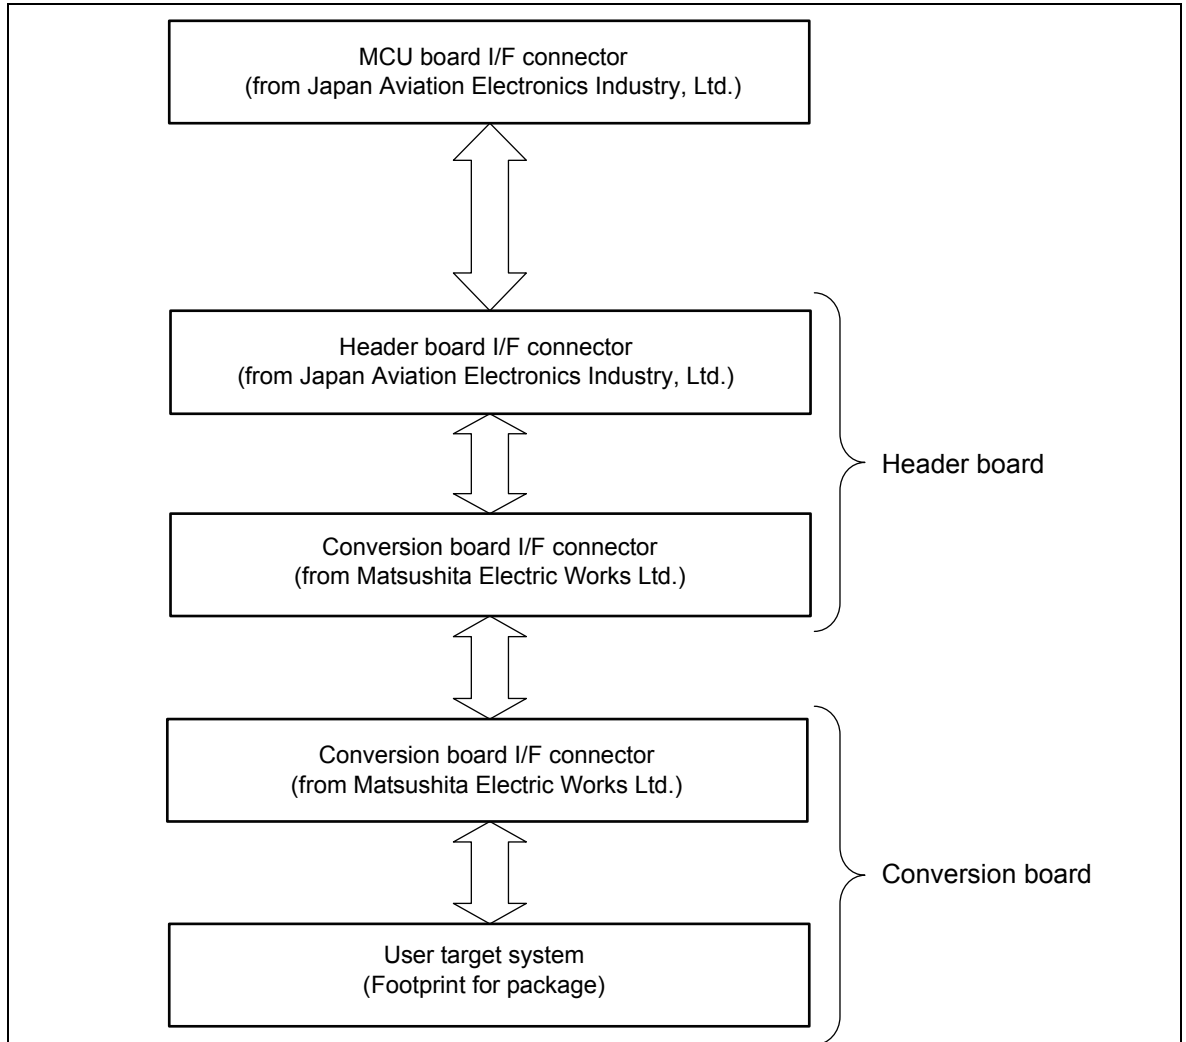 MCU board I/F connector
(from Japan Aviation Electronics Industry, Ltd.)
Header board I/F connector
(from Japan Aviation Electronics Industry, Ltd.)
Header board
Conversion board I/F connector
(from Matsushita Electric Works Ltd.)
Conversion board I/F connector
(from Matsushita Electric Works Ltd.)
Conversion board
User target system
(Footprint for package)